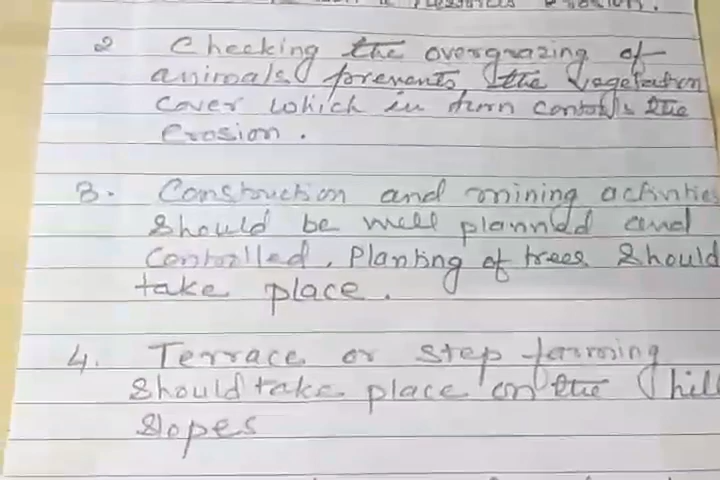 2 Checking the overgrazing of
animals prevents, the vegetation
cover which in turn controls the
erosion.
3. Construction and mining activities
should be well planned and
controlled. Planting of trees should
take place.
4. Terrace or step farming
should take place on the hill
slopes